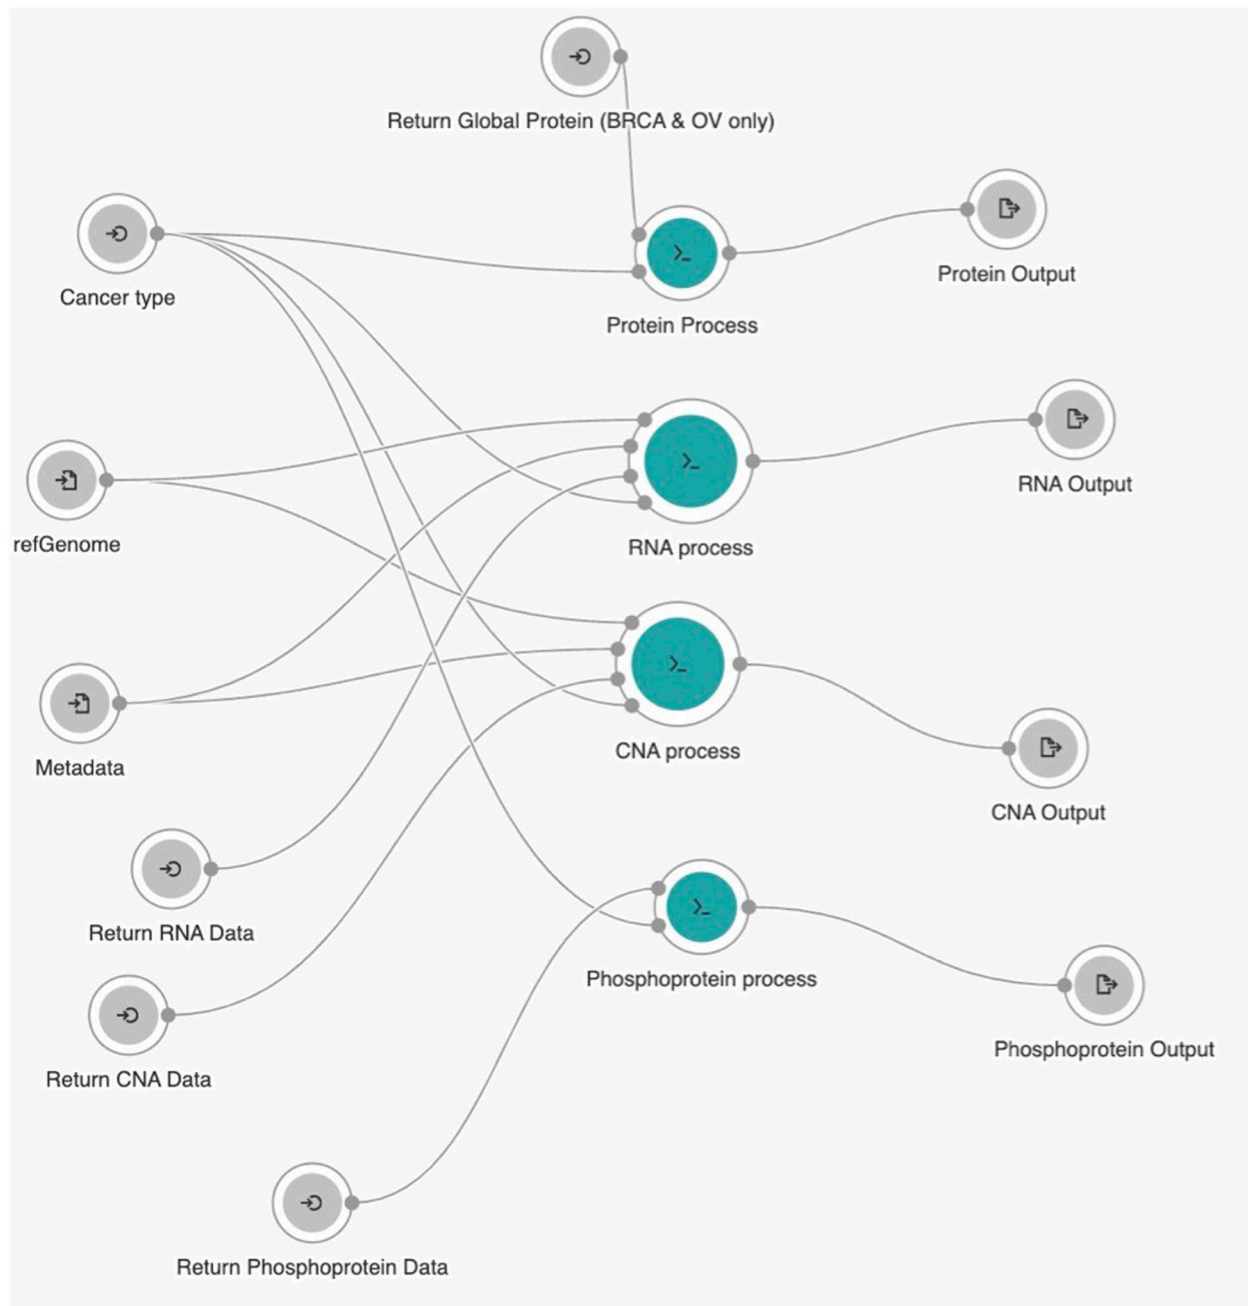 Return Global Protein (BRCA & OV only)
Cancer type
Protein Output
Protein Process
RNA Output
refGenome
RNA process
Metadata
CNA process
CNA Output
Return RNA Data
Phosphoprotein process
Phosphoprotein Output
Return CNA Data
Return Phosphoprotein Data